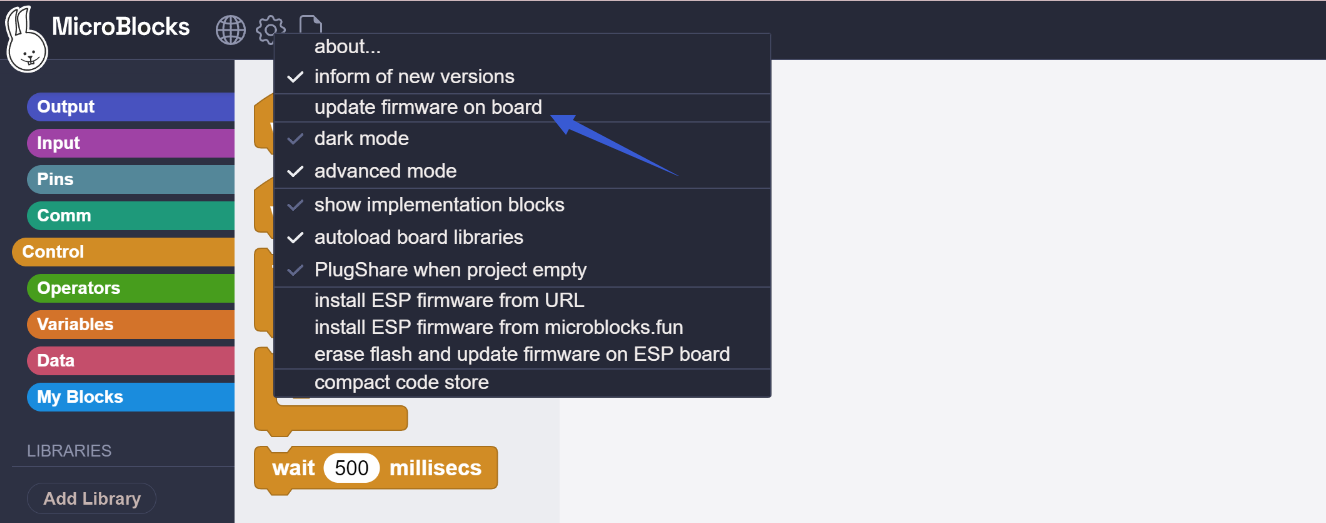 MicroBlocks
about...
inform of new versions
update firmware on board
dark mode
advanced mode
show implementation blocks
autoload board libraries
PlugShare when project empty
install ESP firmware from URL
install ESP firmware from microblocks.fun
erase flash and update firmware on ESP board
compact code store
Output
Input
Pins
Comm
Control
Operators
Variables
Data
My Blocks
LIBRARIES
Add Library
wait 500 millisecs